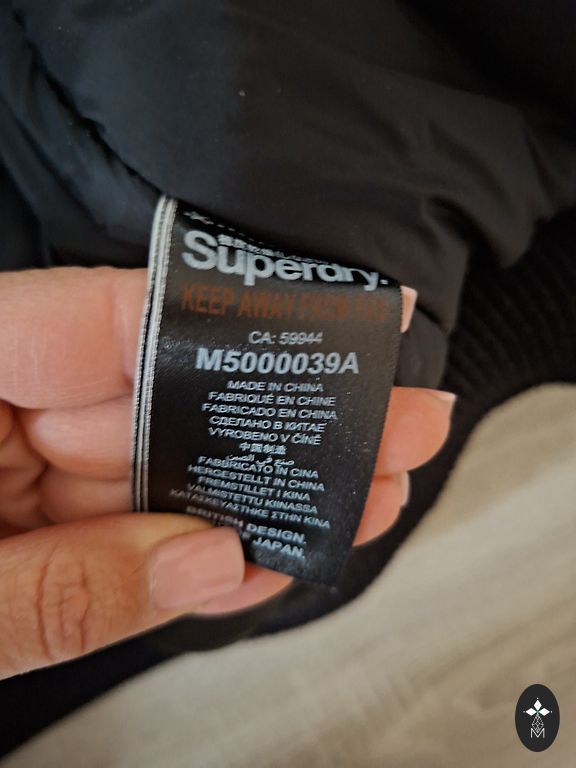 Superdry.
KEEP AWAY FROM FIRE
CA: 59944
M5000039A
MADE IN CHINA
FABRIQUÉ EN CHINE
FABRICADO EN CHINA
СДЕЛАНО В КИТАЕ
VYROBENO V ČÍNĚ
中国制造
صنع في الصين
FABBRICATO IN CINA
HERGESTELLT IN CHINA
FREMSTILLET I KINA
VALMISTETTU KIINASSA
ΚΑΤΑΣΚΕΥΑΣΤΗΚΕ ΣΤΗΝ ΚΙΝΑ
BRITISH DESIGN.
JAPAN.
M